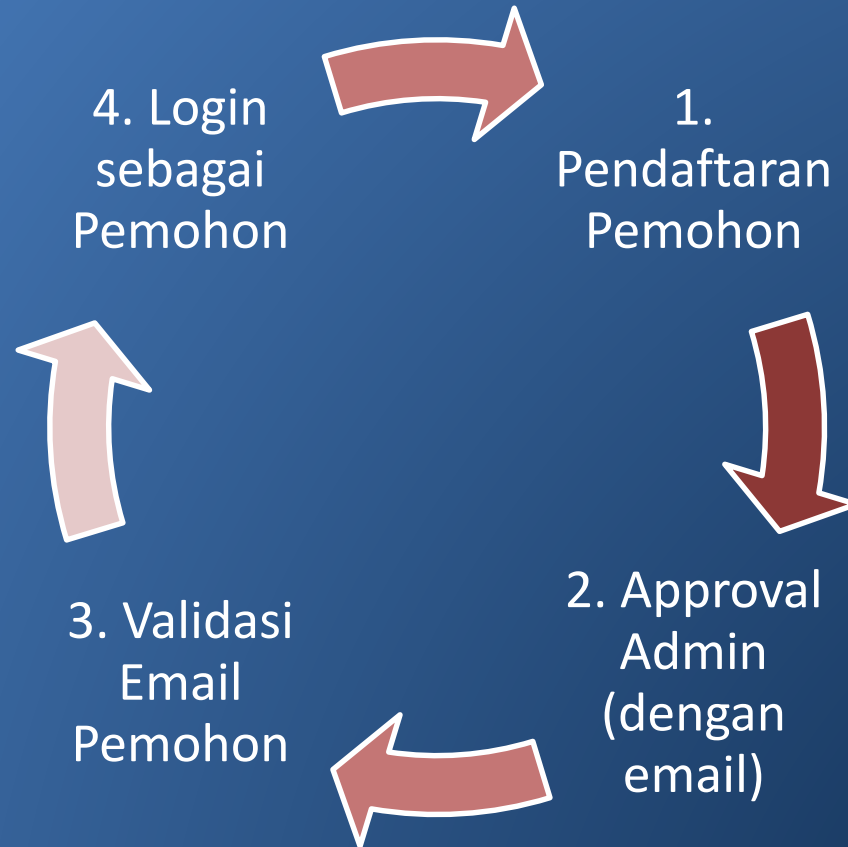 4. Login
sebagai
Pemohon
1.
Pendaftaran
Pemohon
2. Approval
Admin
(dengan
email)
3. Validasi
Email
Pemohon